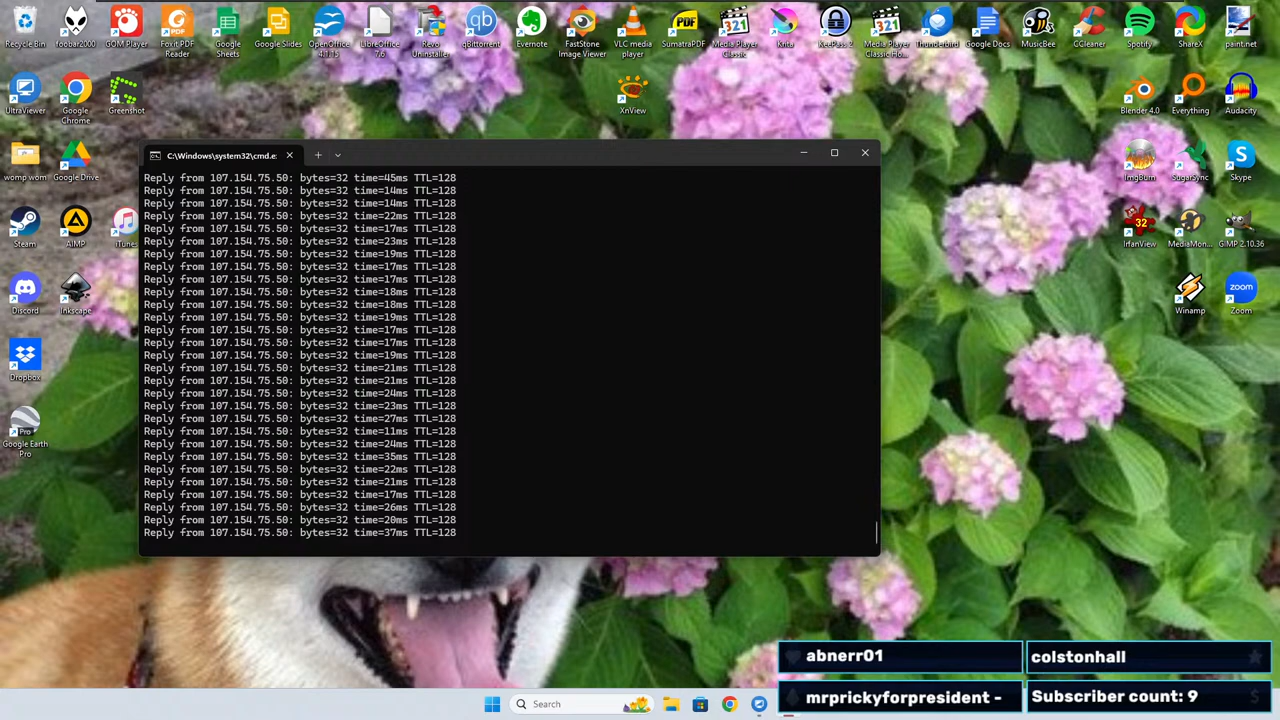 Recycle Bin
foobar2000
GOM Player
Foxit PDF Reader
Google Sheets
Google Slides
OpenOffice 4.1.15
LibreOffice 7.6
Revo Uninstaller
qBittorrent
Evernote
FastStone Image Viewer
VLC media player
SumatraPDF
Media Player Classic
Krita
KeePass 2
Media Player Classic Ho...
Thunderbird
Google Docs
MusicBee
CCleaner
Spotify
ShareX
paint.net
UltraViewer
Google Chrome
Greenshot
XnView
Blender 4.0
Everything
Audacity
womp wom
Google Drive
ImgBurn
SugarSync
Skype
Steam
AIMP
iTunes
IrfanView
MediaMon...
GIMP 2.10.36
Discord
Inkscape
Winamp
Zoom
Dropbox
Google Earth Pro
C:\Windows\system32\cmd.e:
Reply from 107.154.75.50: bytes=32 time=45ms TTL=128
Reply from 107.154.75.50: bytes=32 time=14ms TTL=128
Reply from 107.154.75.50: bytes=32 time=14ms TTL=128
Reply from 107.154.75.50: bytes=32 time=22ms TTL=128
Reply from 107.154.75.50: bytes=32 time=17ms TTL=128
Reply from 107.154.75.50: bytes=32 time=23ms TTL=128
Reply from 107.154.75.50: bytes=32 time=19ms TTL=128
Reply from 107.154.75.50: bytes=32 time=17ms TTL=128
Reply from 107.154.75.50: bytes=32 time=17ms TTL=128
Reply from 107.154.75.50: bytes=32 time=18ms TTL=128
Reply from 107.154.75.50: bytes=32 time=18ms TTL=128
Reply from 107.154.75.50: bytes=32 time=19ms TTL=128
Reply from 107.154.75.50: bytes=32 time=17ms TTL=128
Reply from 107.154.75.50: bytes=32 time=17ms TTL=128
Reply from 107.154.75.50: bytes=32 time=19ms TTL=128
Reply from 107.154.75.50: bytes=32 time=21ms TTL=128
Reply from 107.154.75.50: bytes=32 time=21ms TTL=128
Reply from 107.154.75.50: bytes=32 time=24ms TTL=128
Reply from 107.154.75.50: bytes=32 time=23ms TTL=128
Reply from 107.154.75.50: bytes=32 time=27ms TTL=128
Reply from 107.154.75.50: bytes=32 time=11ms TTL=128
Reply from 107.154.75.50: bytes=32 time=24ms TTL=128
Reply from 107.154.75.50: bytes=32 time=35ms TTL=128
Reply from 107.154.75.50: bytes=32 time=22ms TTL=128
Reply from 107.154.75.50: bytes=32 time=21ms TTL=128
Reply from 107.154.75.50: bytes=32 time=17ms TTL=128
Reply from 107.154.75.50: bytes=32 time=26ms TTL=128
Reply from 107.154.75.50: bytes=32 time=20ms TTL=128
Reply from 107.154.75.50: bytes=32 time=37ms TTL=128
abnerr01
colstonhall
mrprickyforpresident -
Subscriber count: 9
Search